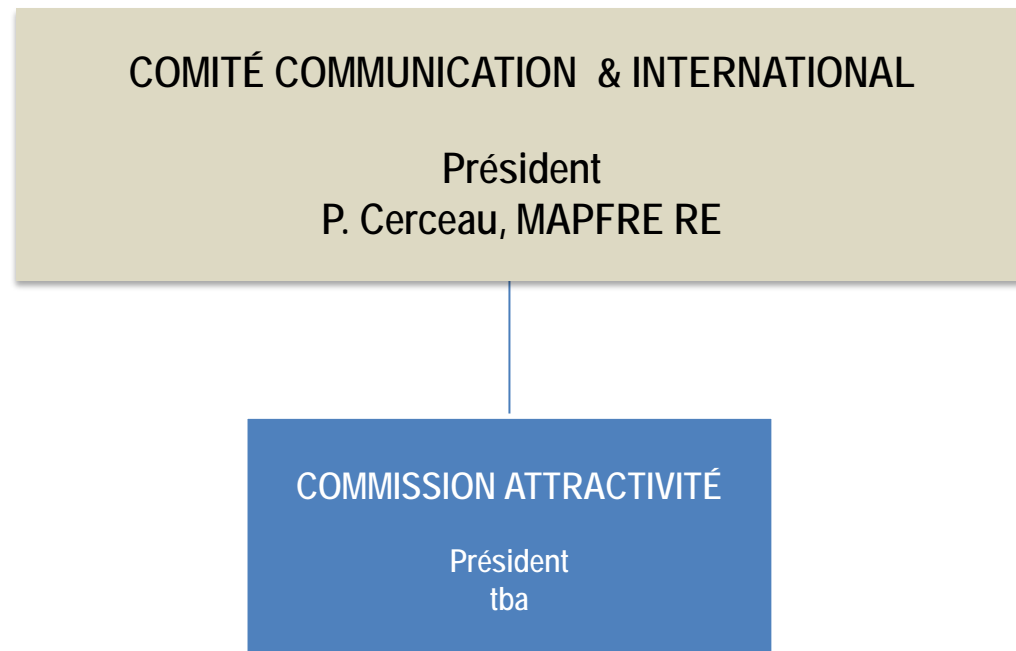 COMITÉ COMMUNICATION & INTERNATIONAL
Président
P. Cerceau, MAPFRE RE
COMMISSION ATTRACTIVITÉ
Président
tba